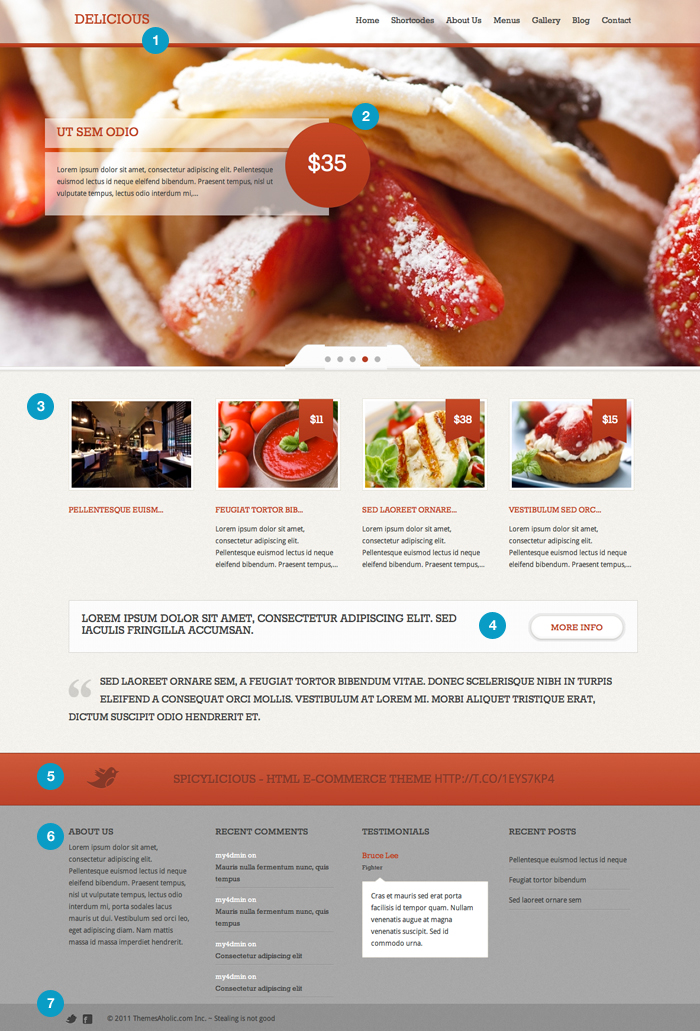 DELICIOUS
Home Shortcodes About Us Menus Gallery Blog Contact
1
2
UT SEM ODIO
$35
Lorem ipsum dolor sit amet, consectetur adipiscing elit. Pellentesque
euismod lectus id neque eleifend bibendum. Praesent tempus, nisl ut
vulputate tempus, lectus odio interdum mi,...
3
$11
$38
$15
PELLENTESQUE EUISM...
FEUGIAT TORTOR BIB...
Lorem ipsum dolor sit amet,
consectetur adipiscing elit.
Pellentesque euismod lectus id neque
eleifend bibendum. Praesent tempus,...
SED LAOREET ORNARE...
Lorem ipsum dolor sit amet,
consectetur adipiscing elit.
Pellentesque euismod lectus id neque
eleifend bibendum. Praesent tempus,...
VESTIBULUM SED ORC...
Lorem ipsum dolor sit amet,
consectetur adipiscing elit.
Pellentesque euismod lectus id neque
eleifend bibendum. Praesent tempus,...
LOREM IPSUM DOLOR SIT AMET, CONSECTETUR ADIPISCING ELIT. SED
IACULIS FRINGILLA ACCUMSAN.
4
MORE INFO
SED LAOREET ORNARE SEM, A FEUGIAT TORTOR BIBENDUM VITAE. DONEC SCELERISQUE NIBH IN TURPIS
ELEIFEND A CONSEQUAT ORCI MOLLIS. VESTIBULUM AT LOREM MI. MORBI ALIQUET TRISTIQUE ERAT,
DICTUM SUSCIPIT ODIO HENDRERIT ET.
5
SPICYLICIOUS - HTML E-COMMERCE THEME HTTP://T.CO/1EYS7KP4
6
ABOUT US
Lorem ipsum dolor sit amet,
consectetur adipiscing elit.
Pellentesque euismod lectus id neque
eleifend bibendum. Praesent tempus,
nisl ut vulputate tempus, lectus odio
interdum mi, porta sodales lacus
mauris ut dui. Vestibulum sed orci leo,
eget adipiscing diam. Nam mattis
massa id massa imperdiet hendrerit.
RECENT COMMENTS
my4dmin on
Mauris nulla fermentum nunc, quis
tempus
my4dmin on
Mauris nulla fermentum nunc, quis
tempus
my4dmin on
Consectetur adipiscing elit
my4dmin on
Consectetur adipiscing elit
TESTIMONIALS
Bruce Lee
Fighter
Cras et mauris sed erat porta
facilisis id tempor quam. Nullam
venenatis augue at magna
venenatis suscipit. Sed id
commodo urna.
RECENT POSTS
Pellentesque euismod lectus id neque
Feugiat tortor bibendum
Sed laoreet ornare sem
7
© 2011 ThemesAholic.com Inc. ~ Stealing is not good